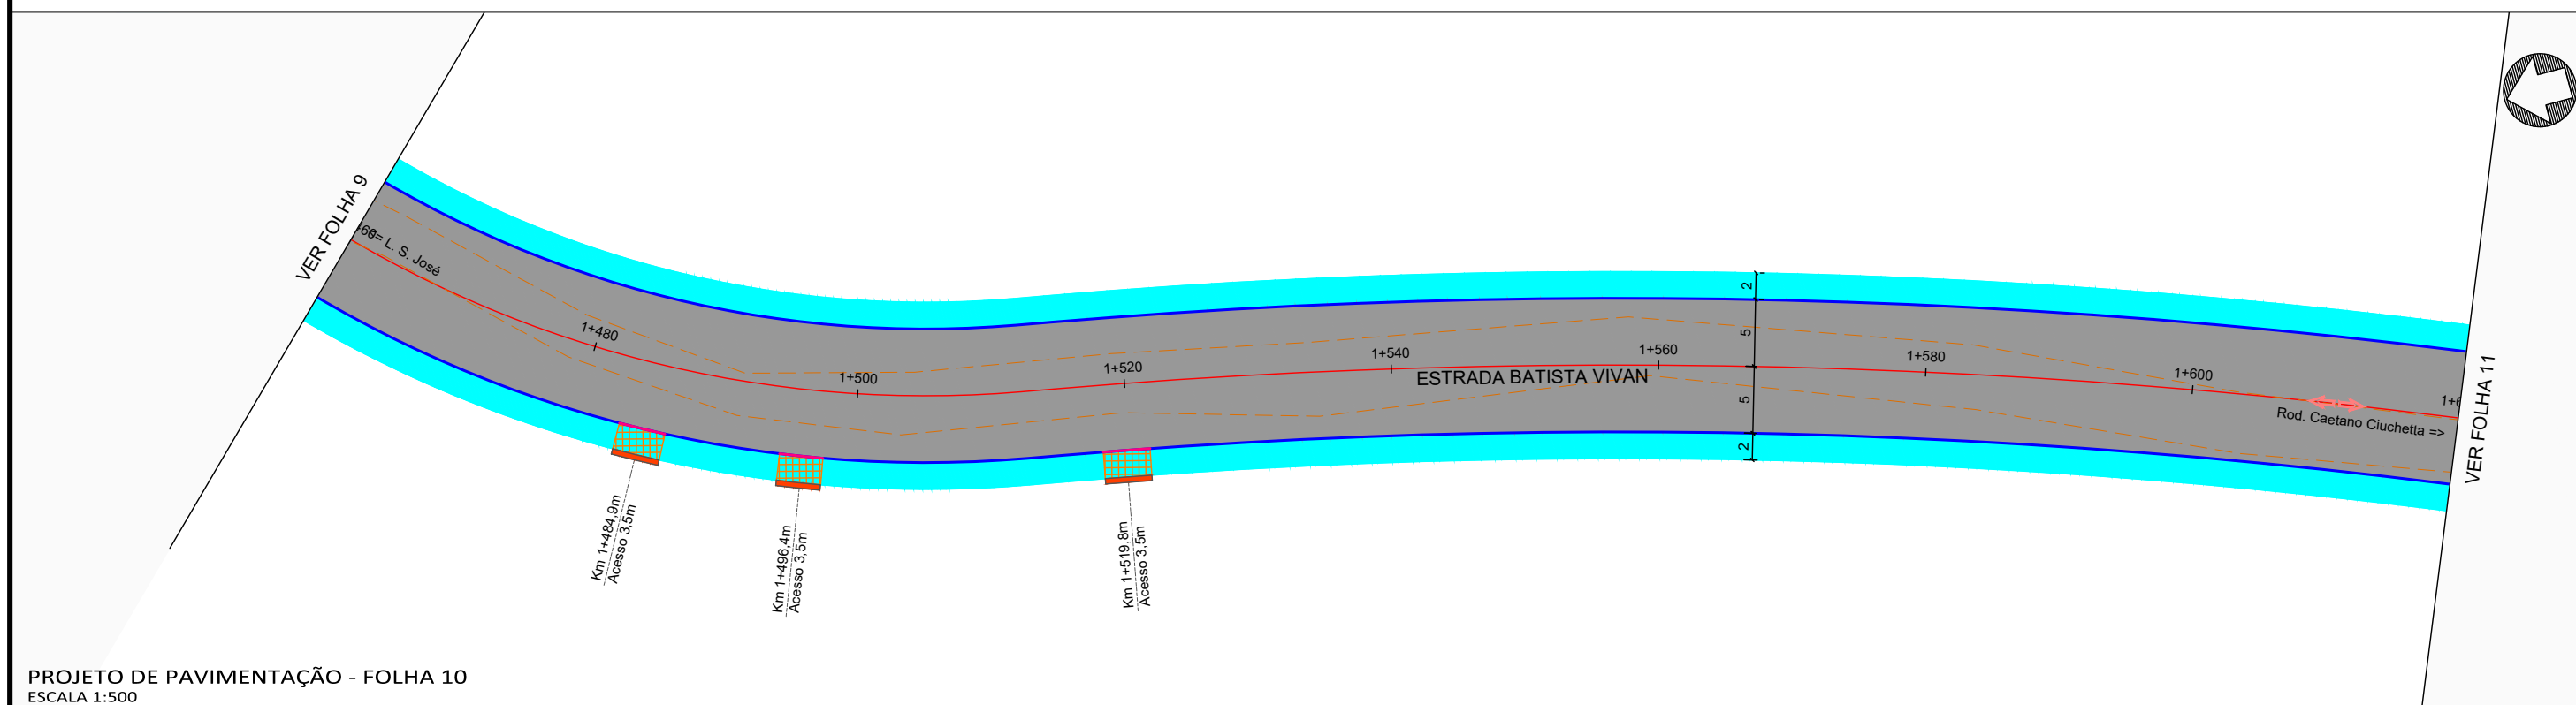 VER FOLHA 9
<= L. S. José
1+480
1+500
1+520
1+540
1+560
1+580
1+600
ESTRADA BATISTA VIVAN
2
5
5
2
Rod. Caetano Ciuchetta =>
VER FOLHA 11
Km 1+484,9m
Acesso 3,5m
Km 1+496,4m
Acesso 3,5m
Km 1+519,8m
Acesso 3,5m
PROJETO DE PAVIMENTAÇÃO - FOLHA 10
ESCALA 1:500